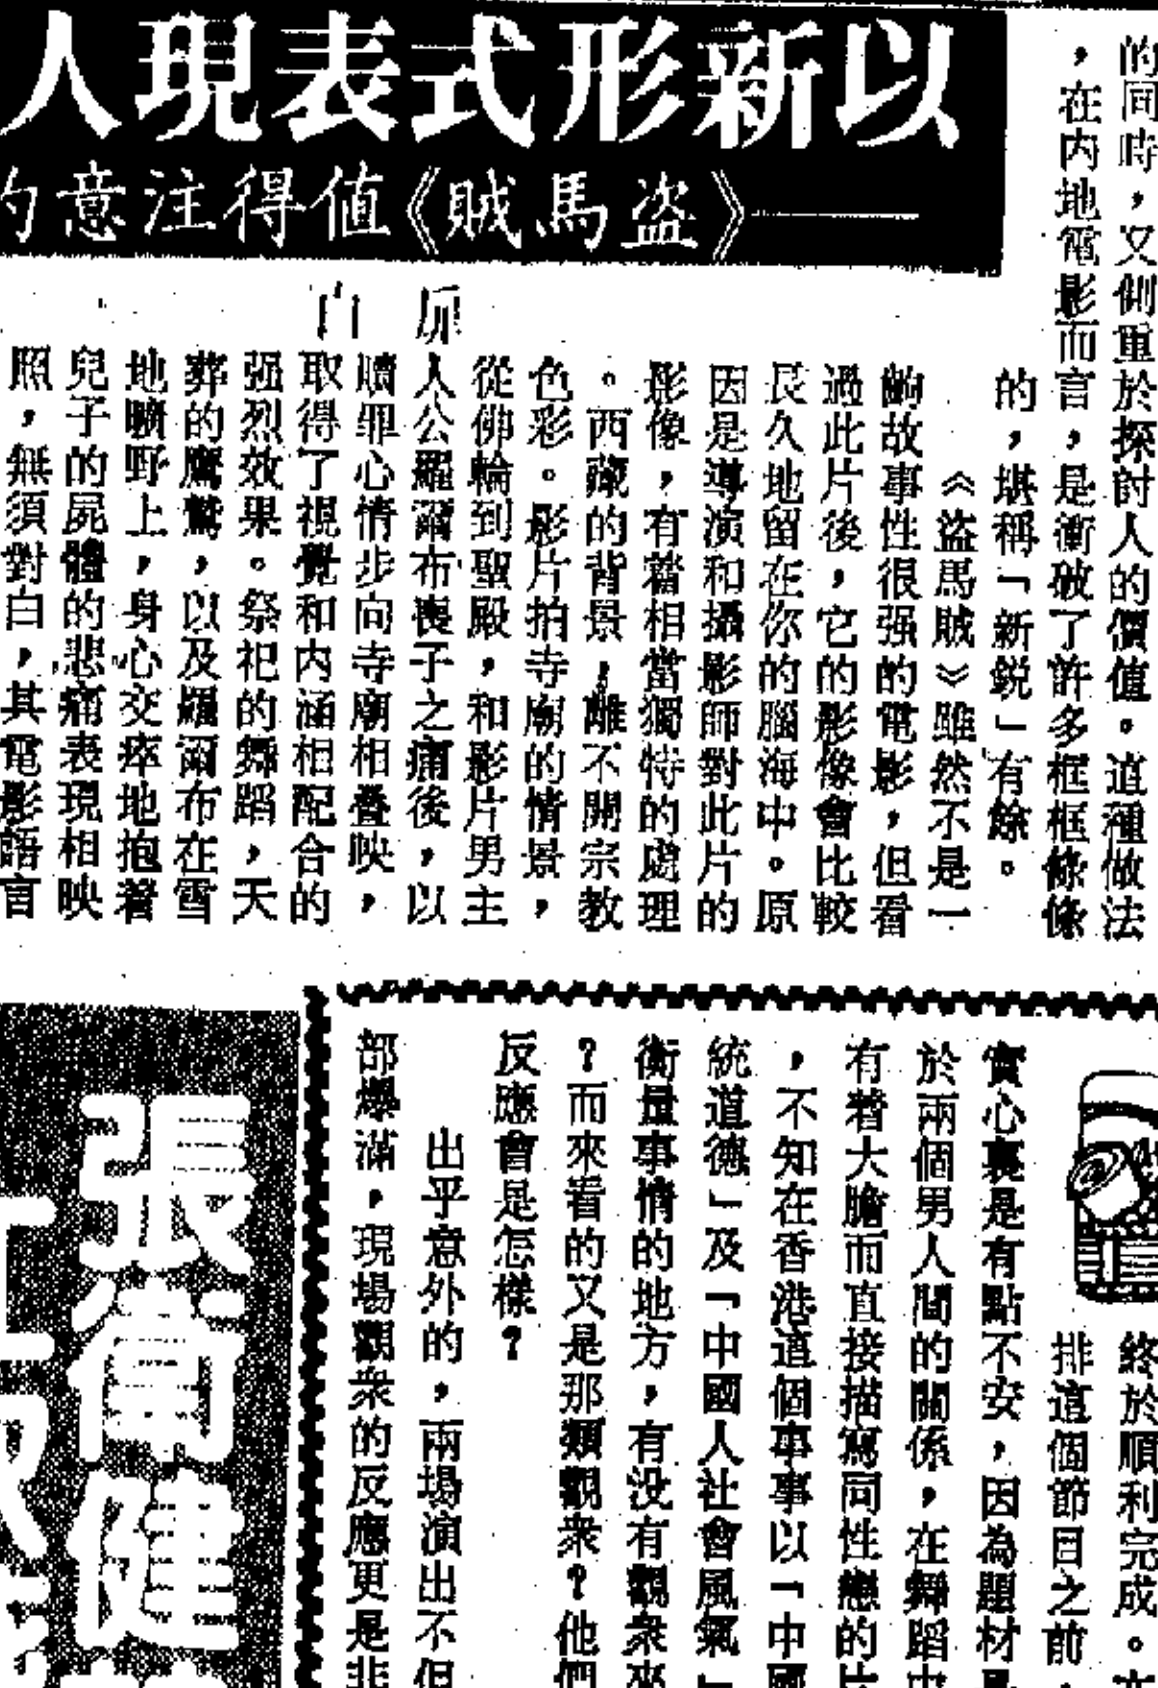 以新形式表現人
——《盜馬賊》值得注意的
原白
的同時，又側重於探討人的價值。這種做法
，在内地電影而言，是衝破了許多框框條條
的，堪稱「新鋭」有餘。
《盜馬賊》雖然不是一
齣故事性很强的電影，但看
過此片後，它的影像會比較
長久地留在你的腦海中。原
因是導演和攝影師對此片的
影像，有着相當獨特的處理
。西藏的背景，離不開宗教
色彩。影片拍寺廟的情景，
從佛輪到聖殿，和影片男主
人公羅爾布喪子之痛後，以
贖罪心情步向寺廟相叠映，
取得了視覺和内涵相配合的
强烈效果。祭祀的舞蹈，天
葬的鷹鷲，以及羅爾布在雪
地曠野上，身心交瘁地抱着
兒子的屍體的悲痛表現相映
照，無須對白，其電影語言
終於順利完成。
排這個節目之前，
實心裏是有點不安，因為題材是
於兩個男人間的關係，在舞蹈中
有着大膽而直接描寫同性戀的片
，不知在香港這個事事以「中國
統道德」及「中國人社會風氣」
衡量事情的地方，有没有觀衆來
？而來看的又是那類觀衆？他們
反應會是怎樣？
出乎意外的，兩場演出不但
部爆滿，現場觀衆的反應更是非
張衛健